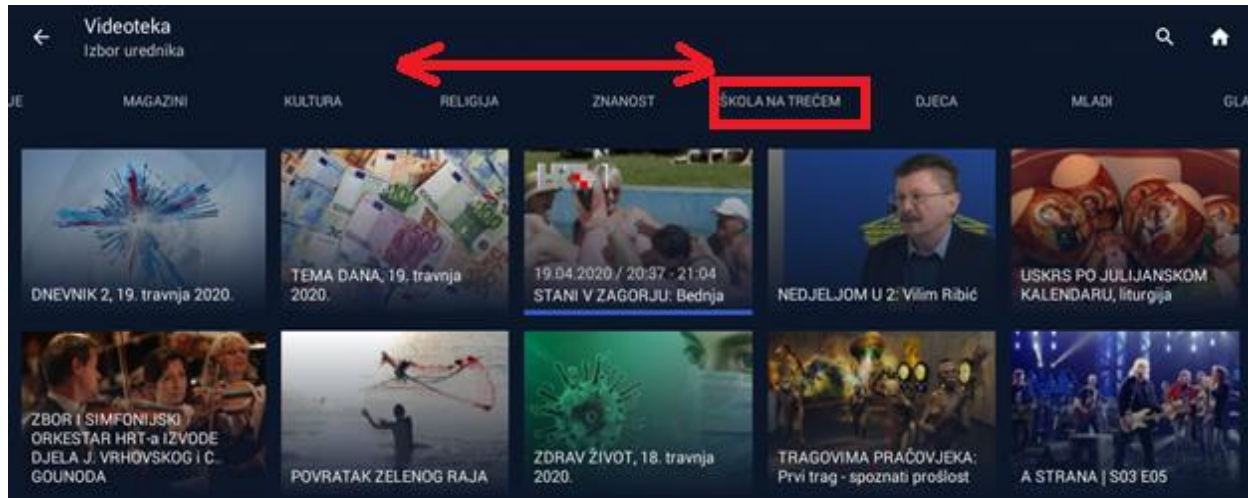 Videoteka
Izbor urednika
JE MAGAZINI KULTURA RELIGIJA ZNANOST ŠKOLA NA TREĆEM DJECA MLADI GLA
DNEVNIK 2, 19. travnja 2020.
TEMA DANA, 19. travnja
2020.
19.04.2020 / 20:37 - 21:04
STANI V ZAGORJU: Bednja
NEDJELJOM U 2: Vilim Ribić
USKRS PO JULIJANSKOM
KALENDARU, liturgija
ZBOR I SIMFONIJSKI
ORKESTAR HRT-a IZVODE
DJELA J. VRHOVSKOG i C.
GOUNODA
POVRATAK ZELENOG RAJA
ZDRAV ŽIVOT, 18. travnja
2020.
TRAGOVIMA PRAČOVJEKA:
Prvi trag - spoznati prošlost
A STRANA | S03 E05